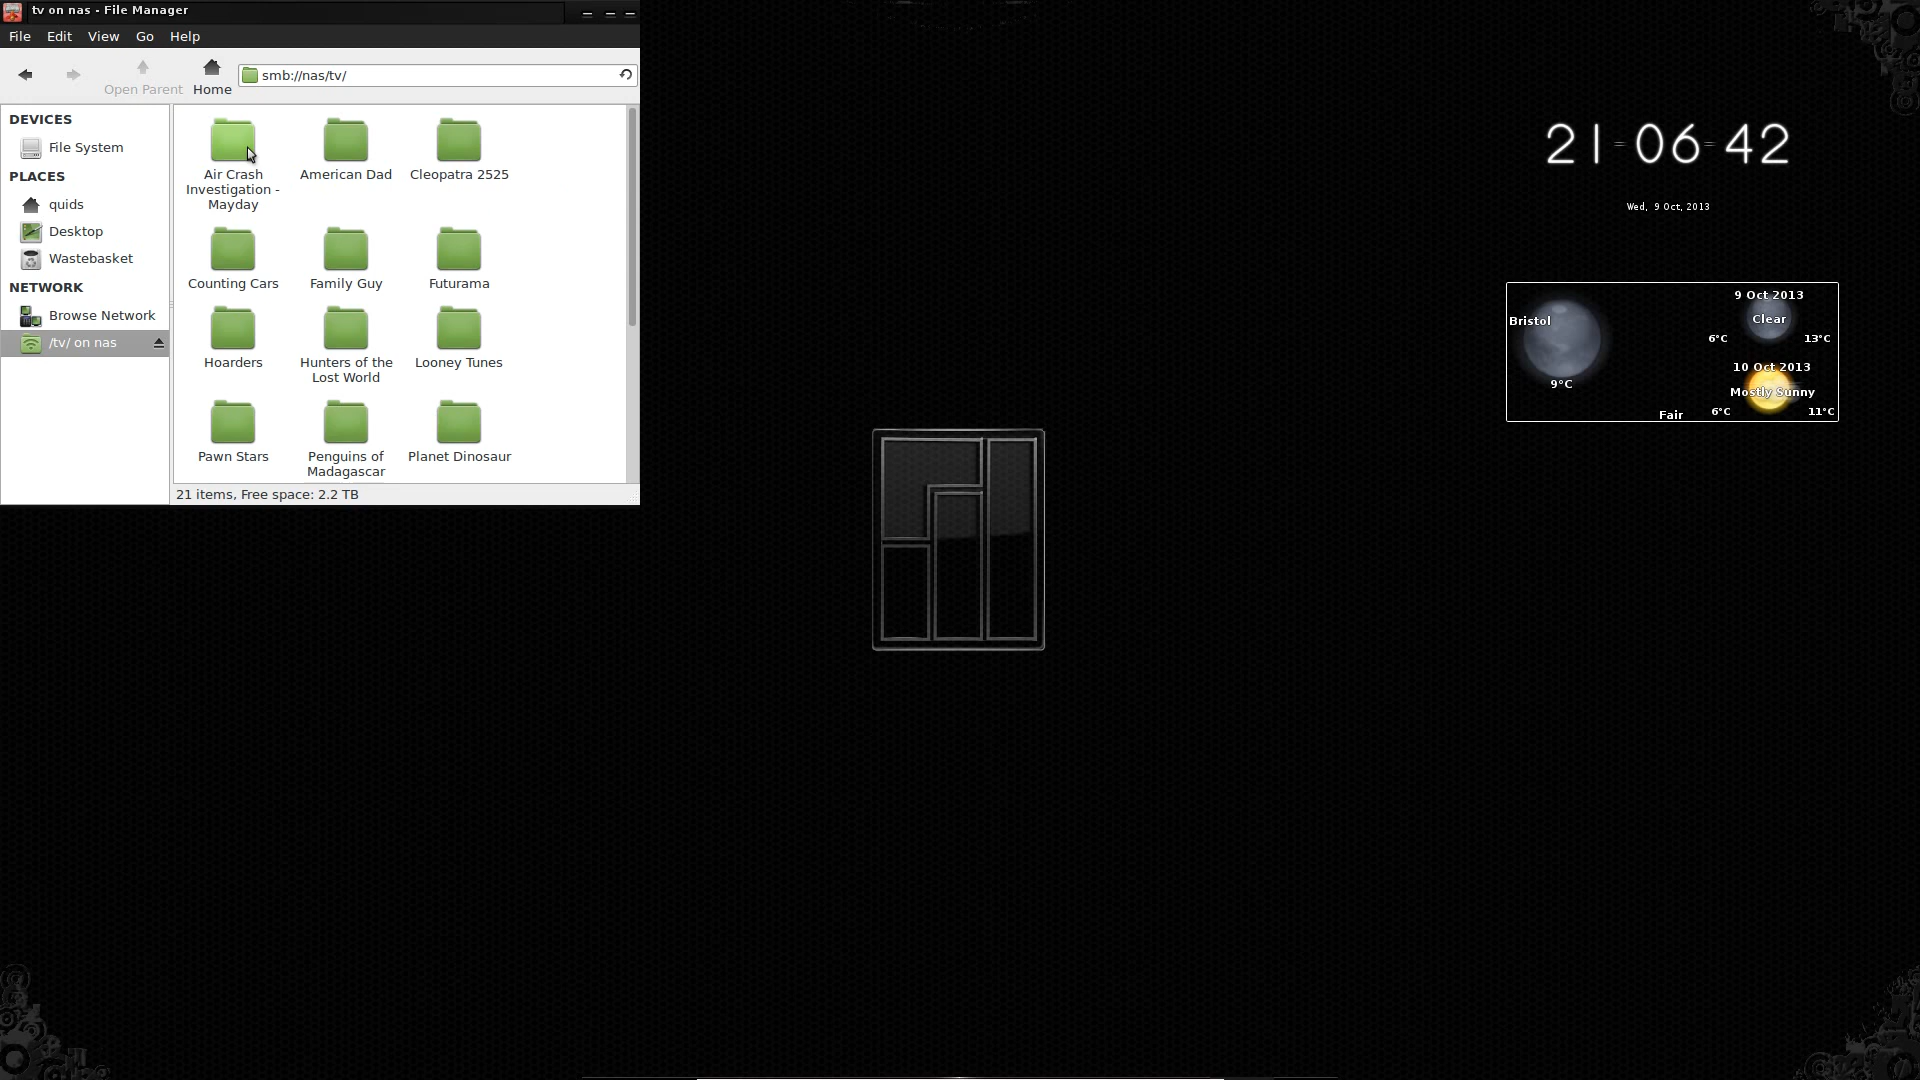 tv on nas - File Manager
File Edit View Go Help
Open Parent Home smb://nas/tv/
DEVICES
File System
PLACES
quids
Desktop
Wastebasket
NETWORK
Browse Network
/tv/ on nas
Air Crash
Investigation -
Mayday
American Dad
Cleopatra 2525
Counting Cars
Family Guy
Futurama
Hoarders
Hunters of the
Lost World
Looney Tunes
Pawn Stars
Penguins of
Madagascar
Planet Dinosaur
21 items, Free space: 2.2 TB
21-06-42
Wed, 9 Oct, 2013
Bristol
9°C
Fair
9 Oct 2013
Clear
6°C 13°C
10 Oct 2013
Mostly Sunny
6°C 11°C